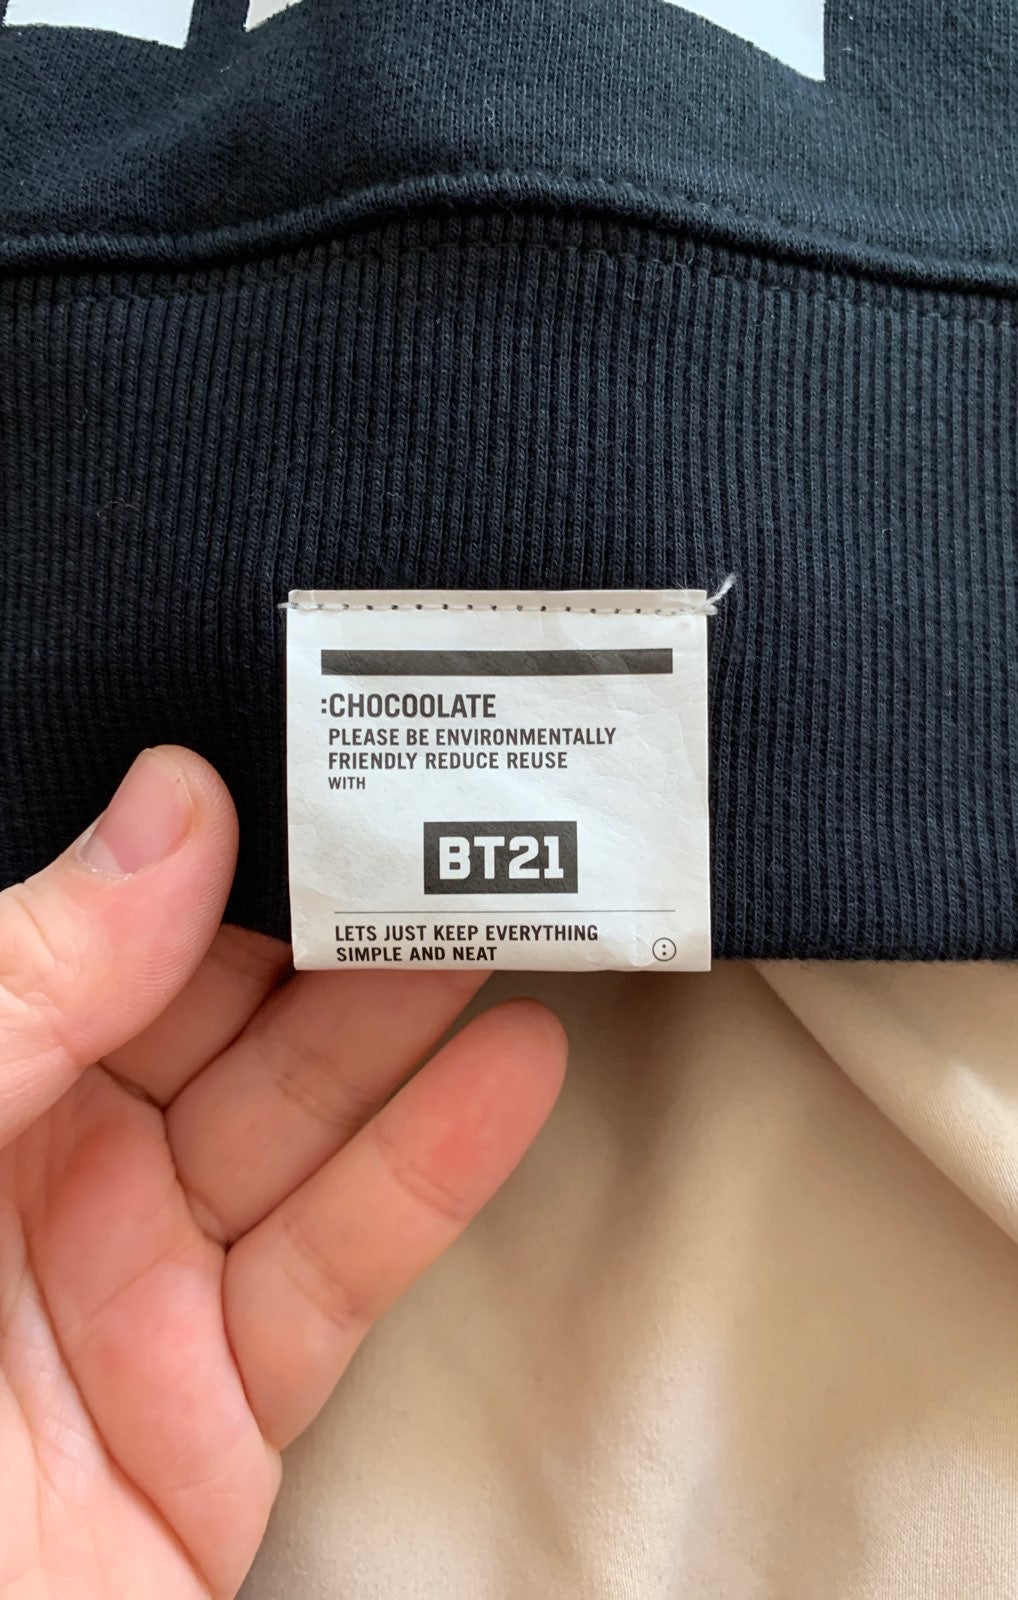 :CHOCOOLATE
PLEASE BE ENVIRONMENTALLY
FRIENDLY REDUCE REUSE
WITH
BT21
LETS JUST KEEP EVERYTHING
SIMPLE AND NEAT